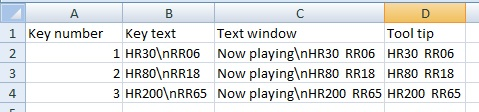 A B C D
1 Key number Key text Text window Tool tip
2 1 HR30\nRR06 Now playing\nHR30 RR06 HR30 RR06
3 2 HR80\nRR18 Now playing\nHR80 RR18 HR80 RR18
4 3 HR200\nRR65 Now playing\nHR200 RR65 HR200 RR65